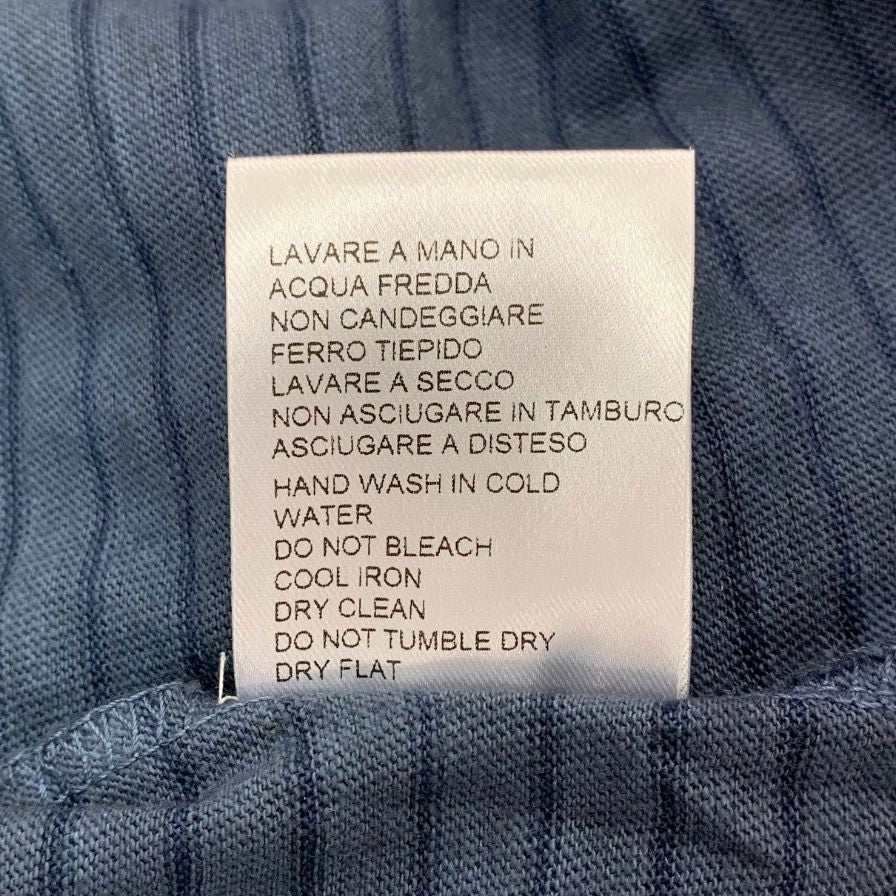 LAVARE A MANO IN
ACQUA FREDDA
NON CANDEGGIARE
FERRO TIEPIDO
LAVARE A SECCO
NON ASCIUGARE IN TAMBURO
ASCIUGARE A DISTESO
HAND WASH IN COLD
WATER
DO NOT BLEACH
COOL IRON
DRY CLEAN
DO NOT TUMBLE DRY
DRY FLAT